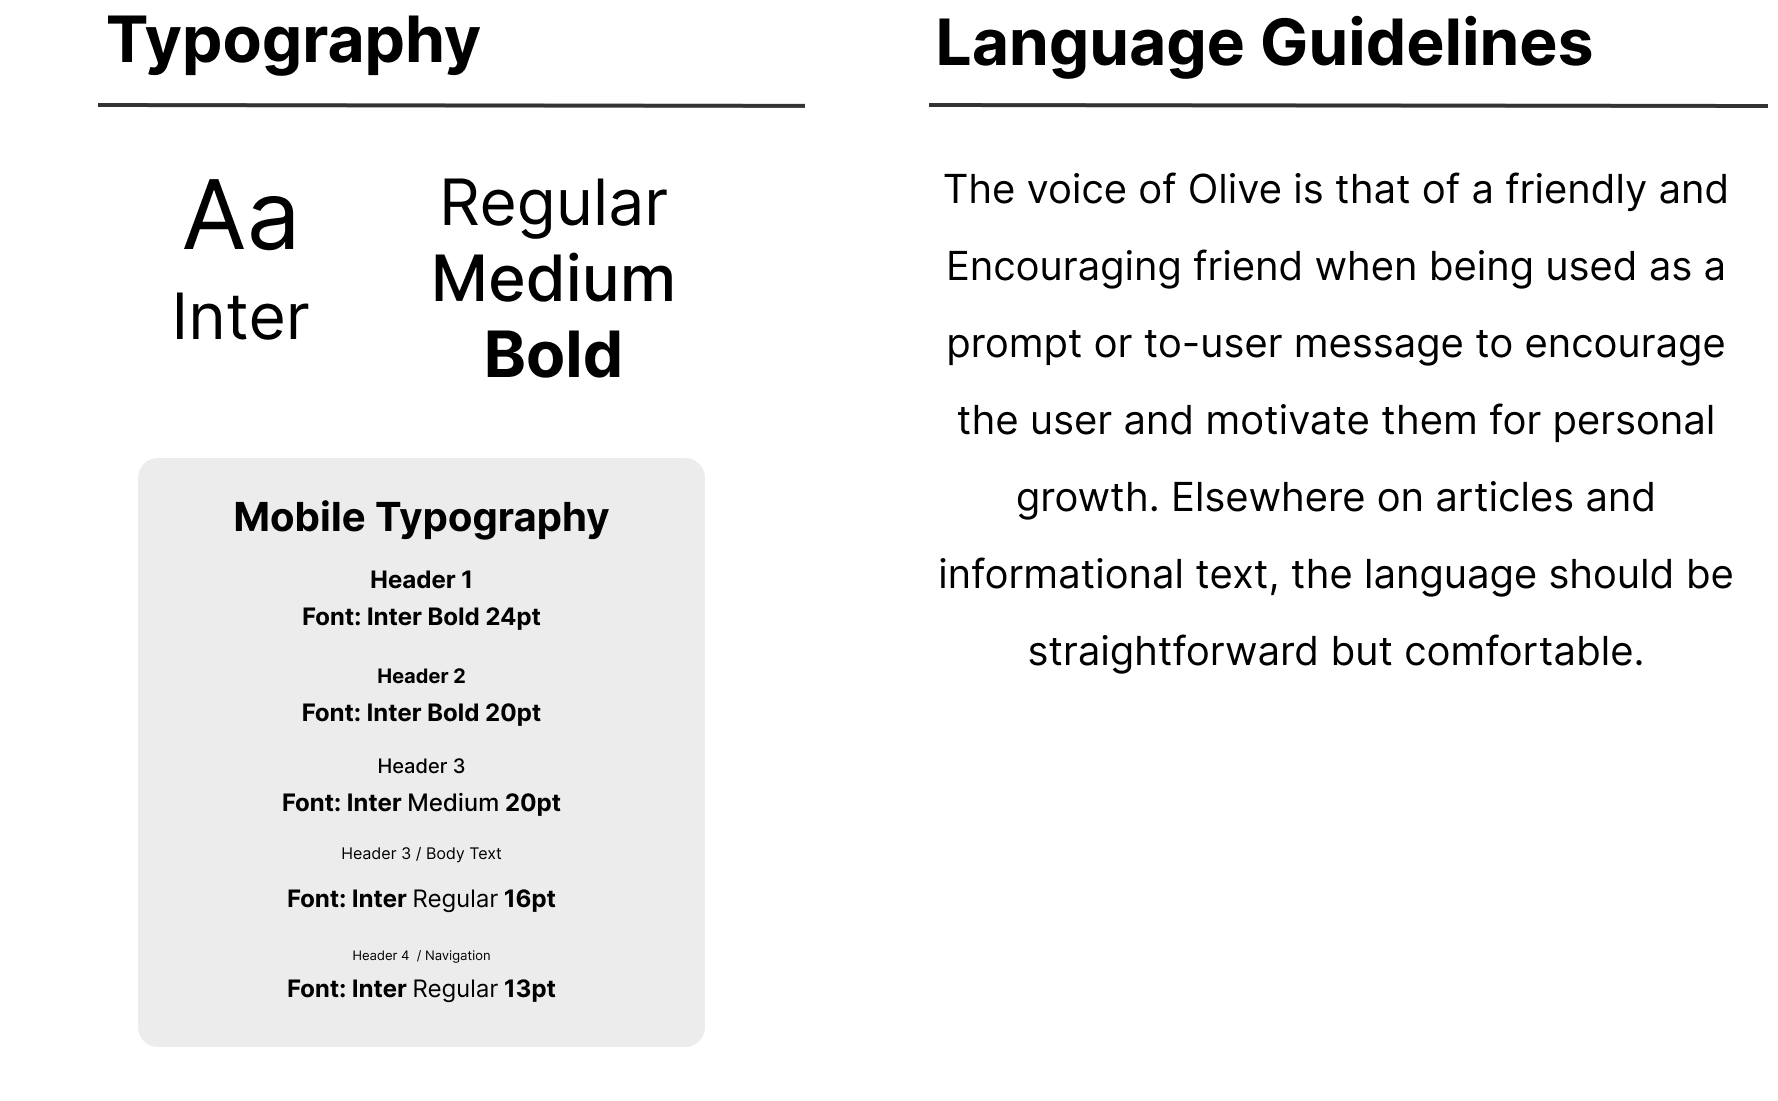 Typography
Aa
Inter
Regular
Medium
Bold
Mobile Typography
Header 1
Font: Inter Bold 24pt
Header 2
Font: Inter Bold 20pt
Header 3
Font: Inter Medium 20pt
Header 3 / Body Text
Font: Inter Regular 16pt
Header 4 / Navigation
Font: Inter Regular 13pt
Language Guidelines
The voice of Olive is that of a friendly and
Encouraging friend when being used as a
prompt or to-user message to encourage
the user and motivate them for personal
growth. Elsewhere on articles and
informational text, the language should be
straightforward but comfortable.